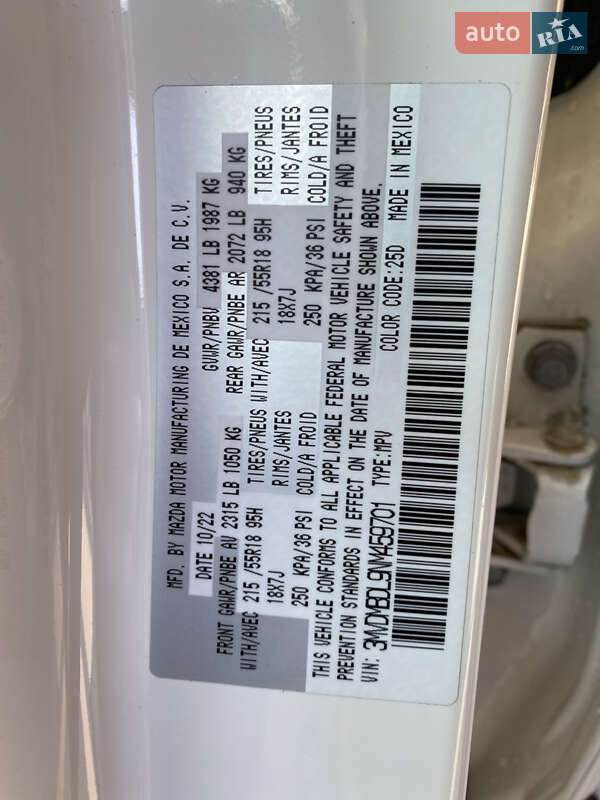 auto RIA.com
MFD. BY MAZDA MOTOR MANUFACTURING DE MEXICO S.A. DE C.V.
DATE 10/22 GVWR/PNBV 4381 LB 1987 KG
FRONT GAWR/PNBE AV 2315 LB 1050 KG REAR GAWR/PNBE AR 2072 LB 940 KG
WITH/AVEC 215 /55R18 95H TIRES/PNEUS WITH/AVEC 215 /55R18 95H TIRES/PNEUS
18X7J RIMS/JANTES 18X7J RIMS/JANTES
250 KPA/36 PSI COLD/A FROID 250 KPA/36 PSI COLD/A FROID
THIS VEHICLE CONFORMS TO ALL APPLICABLE FEDERAL MOTOR VEHICLE SAFETY AND THEFT
PREVENTION STANDARDS IN EFFECT ON THE DATE OF MANUFACTURE SHOWN ABOVE.
VIN: 3MVDMBDL9NM459701 TYPE:MPV COLOR CODE:25D MADE IN MEXICO